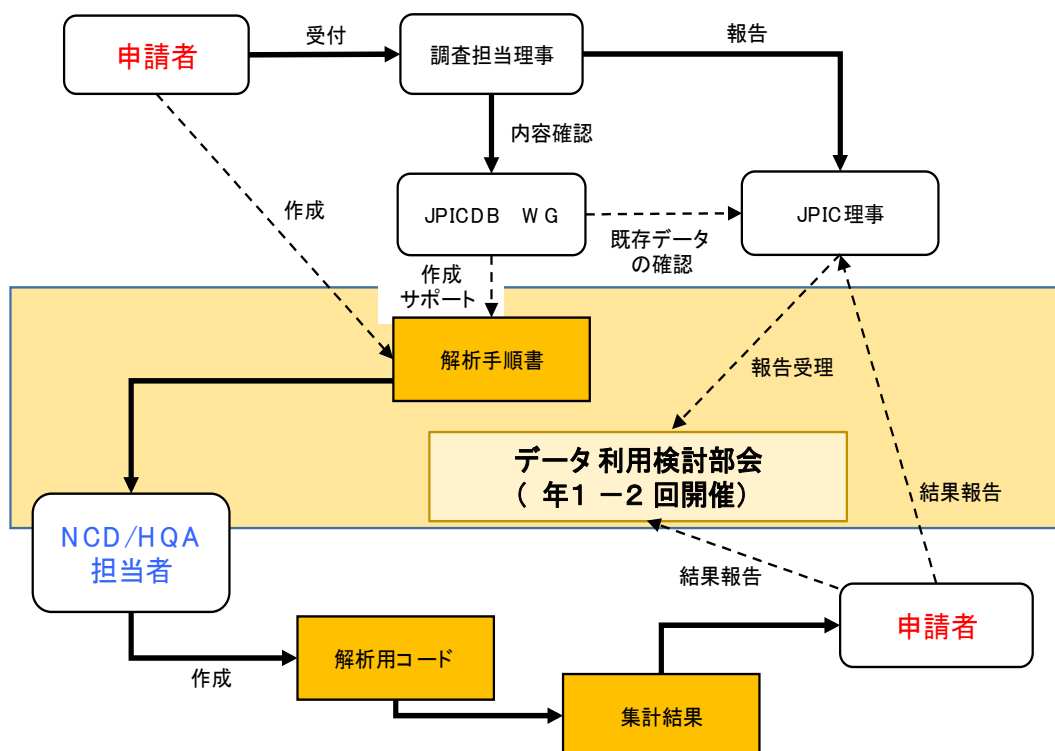 受付
報告
申請者
調査担当理事
内容確認
作成
JPICDB WG
JPIC理事
既存データ
の確認
作成
サポート
解析手順書
報告受理
データ利用検討部会
(年1－2回開催)
結果報告
NCD/HQA
担当者
結果報告
申請者
解析用コード
作成
集計結果